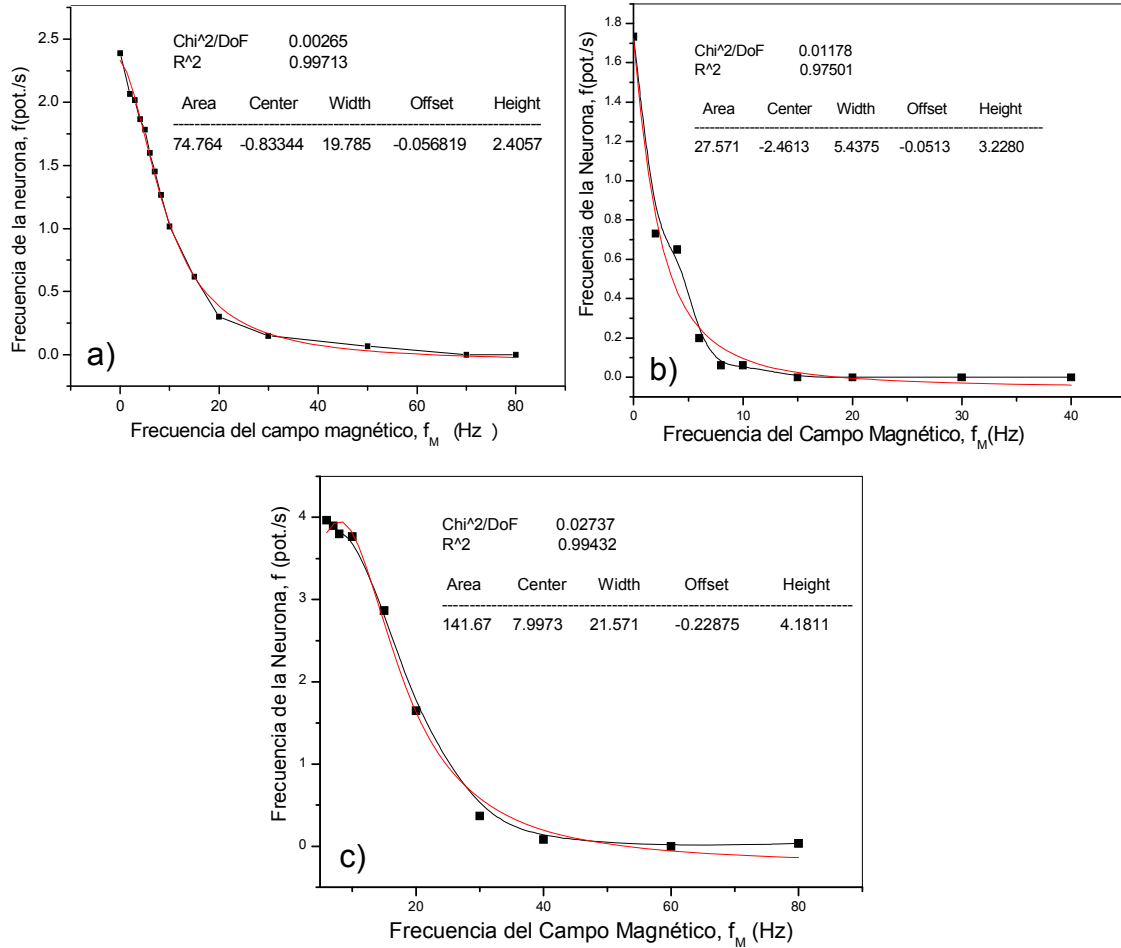 Chi^2/DoF 0.00265
R^2 0.99713
Area Center Width Offset Height
74.764 -0.83344 19.785 -0.056819 2.4057
2.5
2.0
1.5
1.0
0.5
0.0
Frecuencia de la neurona, f(pot./s)
a)
0 20 40 60 80
Frecuencia del campo magnético, f_M (Hz )
Chi^2/DoF 0.01178
R^2 0.97501
Area Center Width Offset Height
27.571 -2.4613 5.4375 -0.0513 3.2280
1.8
1.6
1.4
1.2
1.0
0.8
0.6
0.4
0.2
0.0
Frecuencia de la Neurona, f(pot./s)
b)
0 10 20 30 40
Frecuencia del Campo Magnético, f_M(Hz)
Chi^2/DoF 0.02737
R^2 0.99432
Area Center Width Offset Height
141.67 7.9973 21.571 -0.22875 4.1811
4
3
2
1
0
Frecuencia de la Neurona, f (pot./s)
c)
20 40 60 80
Frecuencia del Campo Magnético, f_M (Hz)